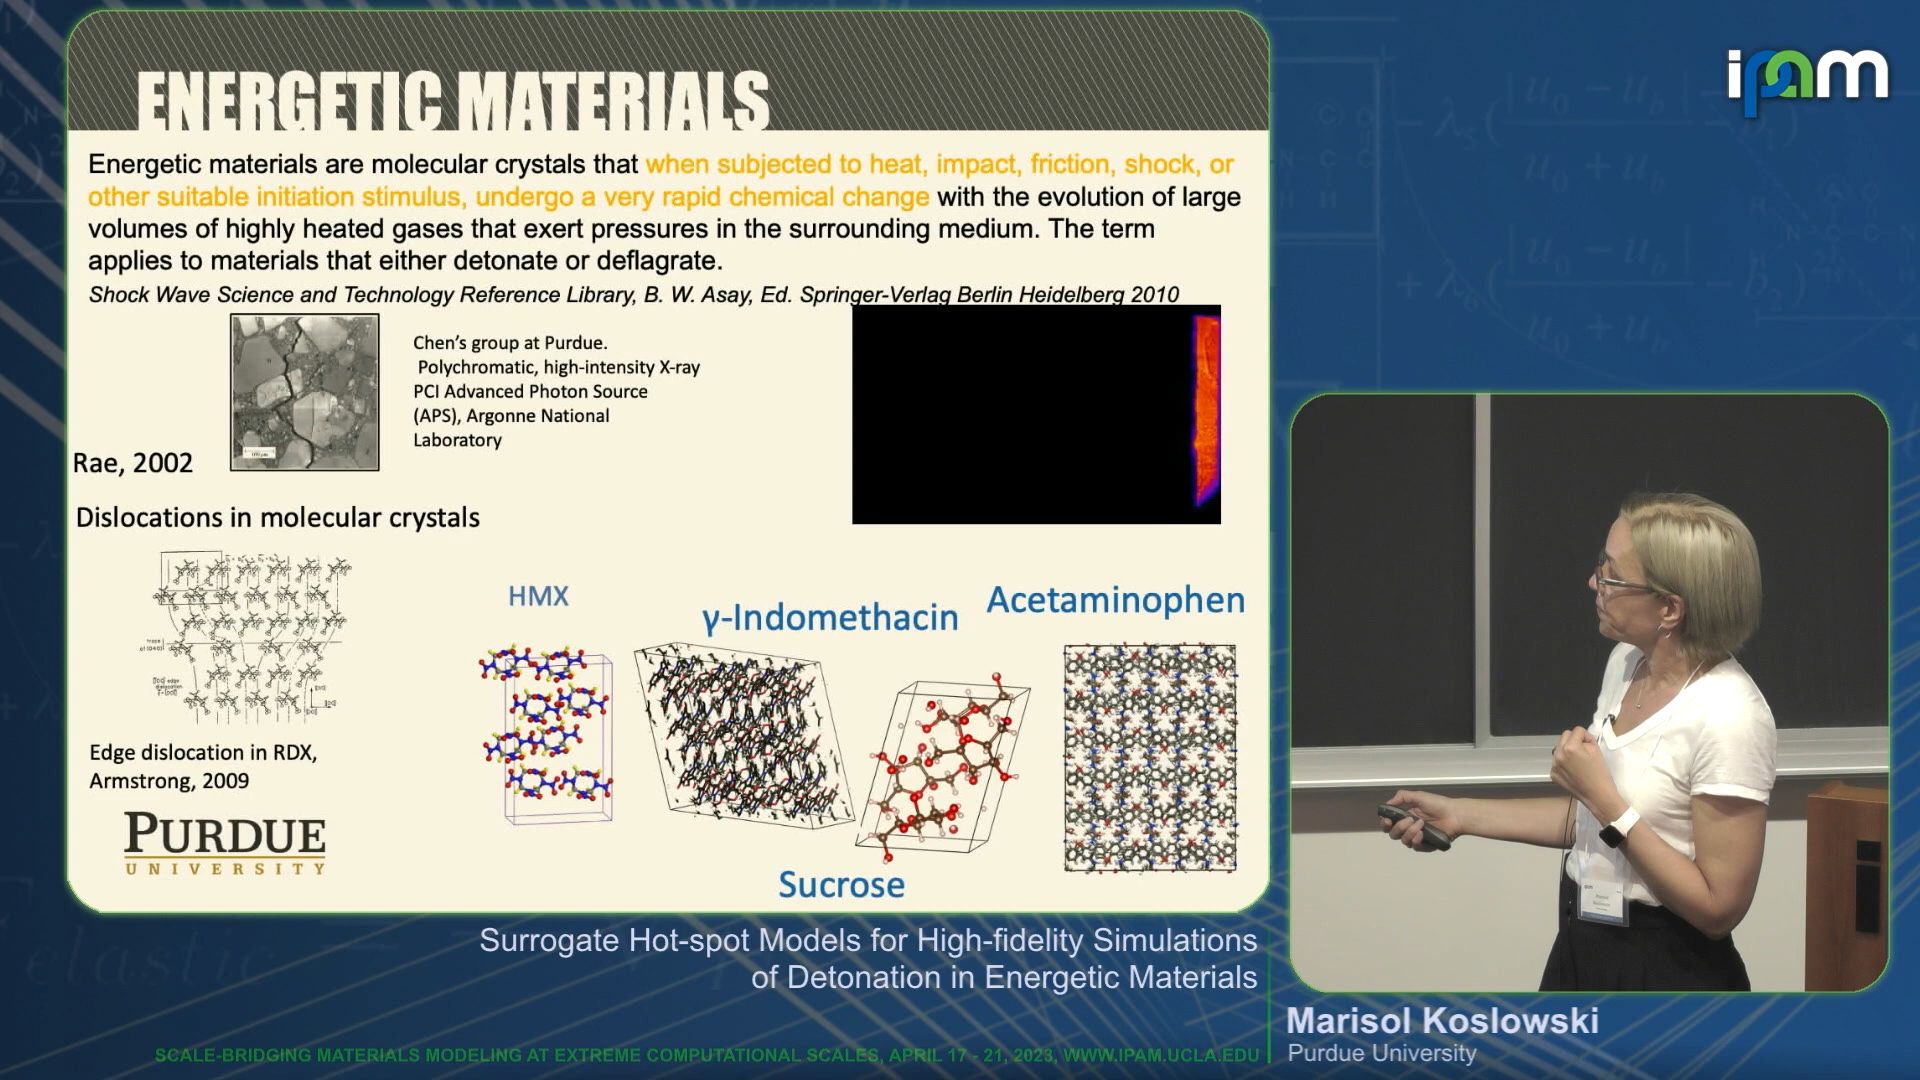 ENERGETIC MATERIALS
Energetic materials are molecular crystals that when subjected to heat, impact, friction, shock, or
other suitable initiation stimulus, undergo a very rapid chemical change with the evolution of large
volumes of highly heated gases that exert pressures in the surrounding medium. The term
applies to materials that either detonate or deflagrate.
Shock Wave Science and Technology Reference Library, B. W. Asay, Ed. Springer-Verlag Berlin Heidelberg 2010
Chen's group at Purdue.
Polychromatic, high-intensity X-ray
PCI Advanced Photon Source
(APS), Argonne National
Laboratory
Rae, 2002
Dislocations in molecular crystals
HMX
γ-Indomethacin
Acetaminophen
Edge dislocation in RDX,
Armstrong, 2009
PURDUE
UNIVERSITY
Sucrose
ipam
Surrogate Hot-spot Models for High-fidelity Simulations
of Detonation in Energetic Materials
Marisol Koslowski
Purdue University
SCALE-BRIDGING MATERIALS MODELING AT EXTREME COMPUTATIONAL SCALES, APRIL 17 - 21, 2023, WWW.IPAM.UCLA.EDU
elastic